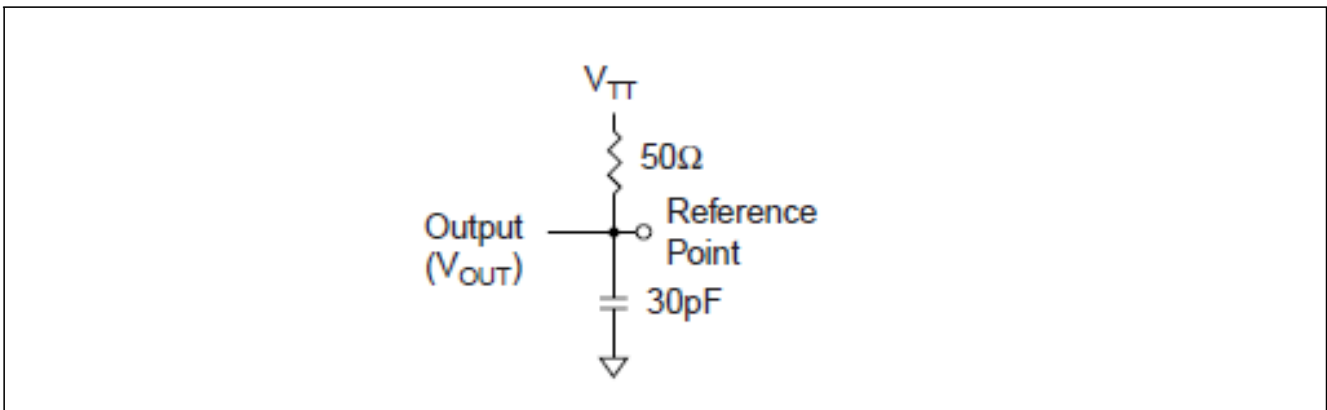 VTT
50Ω
Output
(VOUT)
Reference
Point
30pF